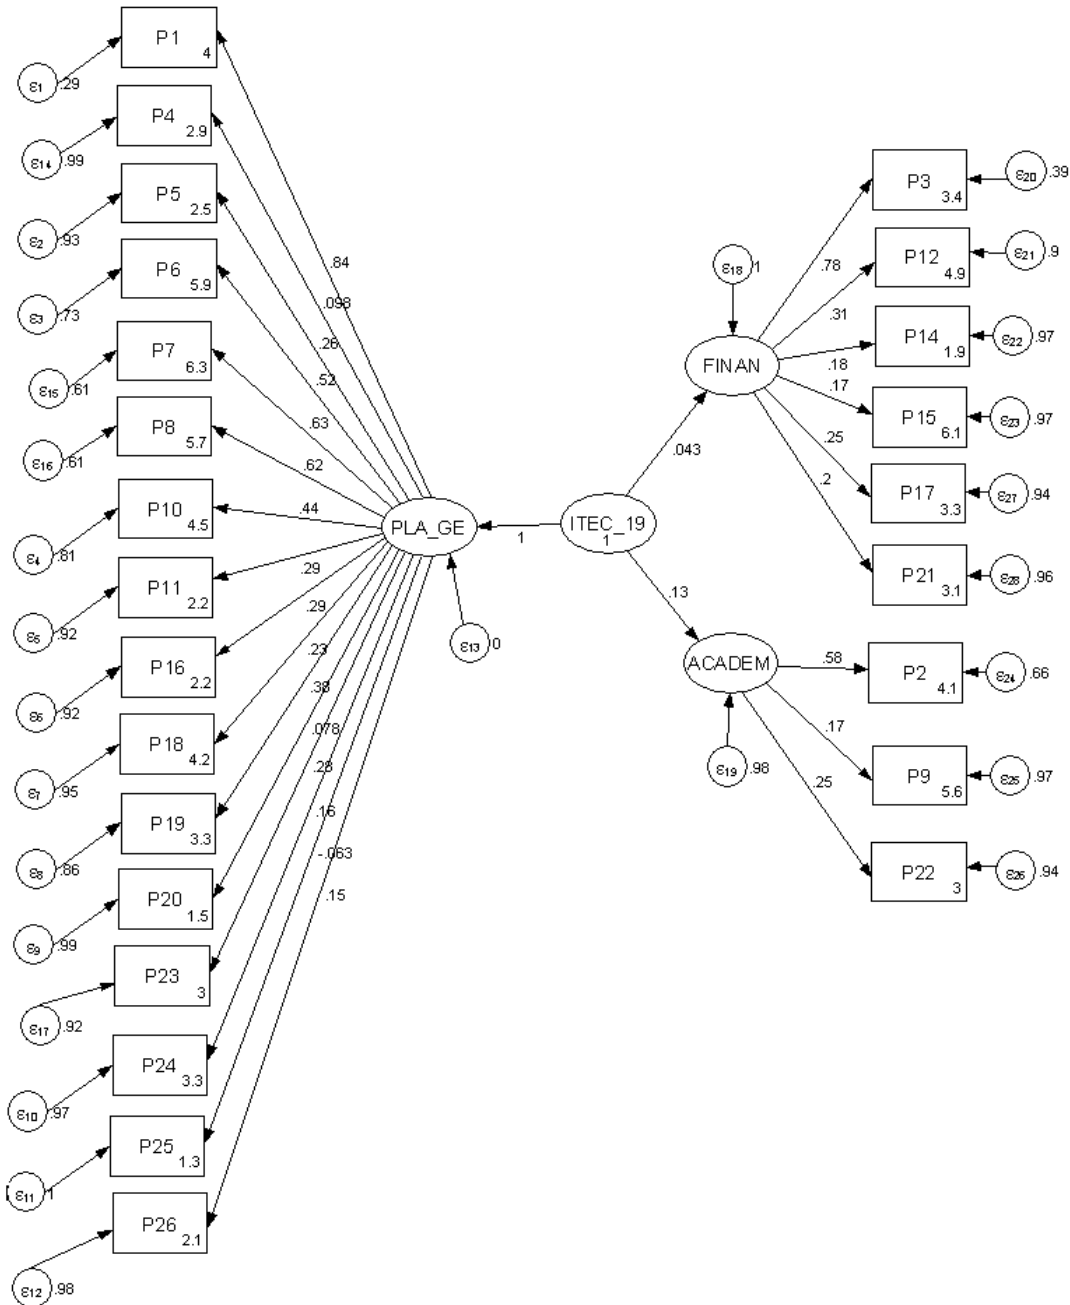 P1
4
ε1 .29
P4
2.9
ε14 .99
P5
2.5
ε2 .93
P6
5.9
ε3 .73
P7
6.3
ε15 .61
P8
5.7
ε16 .61
P10
4.5
ε4 .81
P11
2.2
ε5 .92
P16
2.2
ε6 .92
P18
4.2
ε7 .95
P19
3.3
ε8 .86
P20
1.5
ε9 .99
P23
3
ε17 .92
P24
3.3
ε10 .97
P25
1.3
ε11 1
P26
2.1
ε12 .98
.84
.098
.26
.52
.63
.62
.44
.29
.29
.23
.38
.078
.28
.16
-.063
.15
PLA_GE
ε13 0
1
ITEC_19
1
.043
.13
ε18 1
FINAN
.78
.31
.18
.17
.25
.2
P3
3.4
ε20 .39
P12
4.9
ε21 .9
P14
1.9
ε22 .97
P15
6.1
ε23 .97
P17
3.3
ε27 .94
P21
3.1
ε28 .96
ACADEM
ε19 .98
.58
.17
.25
P2
4.1
ε24 .66
P9
5.6
ε25 .97
P22
3
ε26 .94